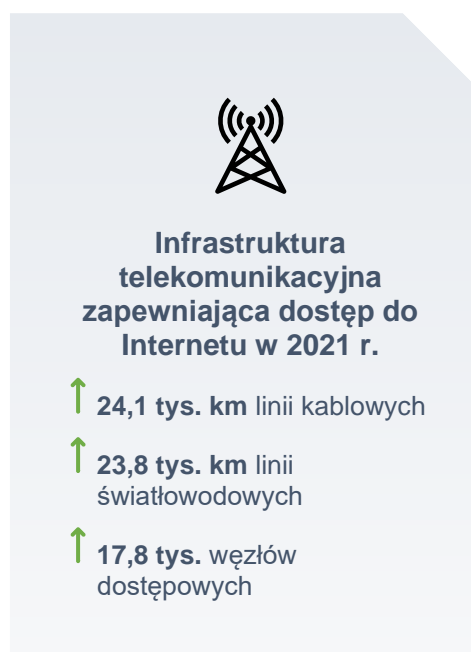 Infrastruktura
telekomunikacyjna
zapewniająca dostęp do
Internetu w 2021 r.
24,1 tys. km linii kablowych
23,8 tys. km linii
światłowodowych
17,8 tys. węzłów
dostępowych